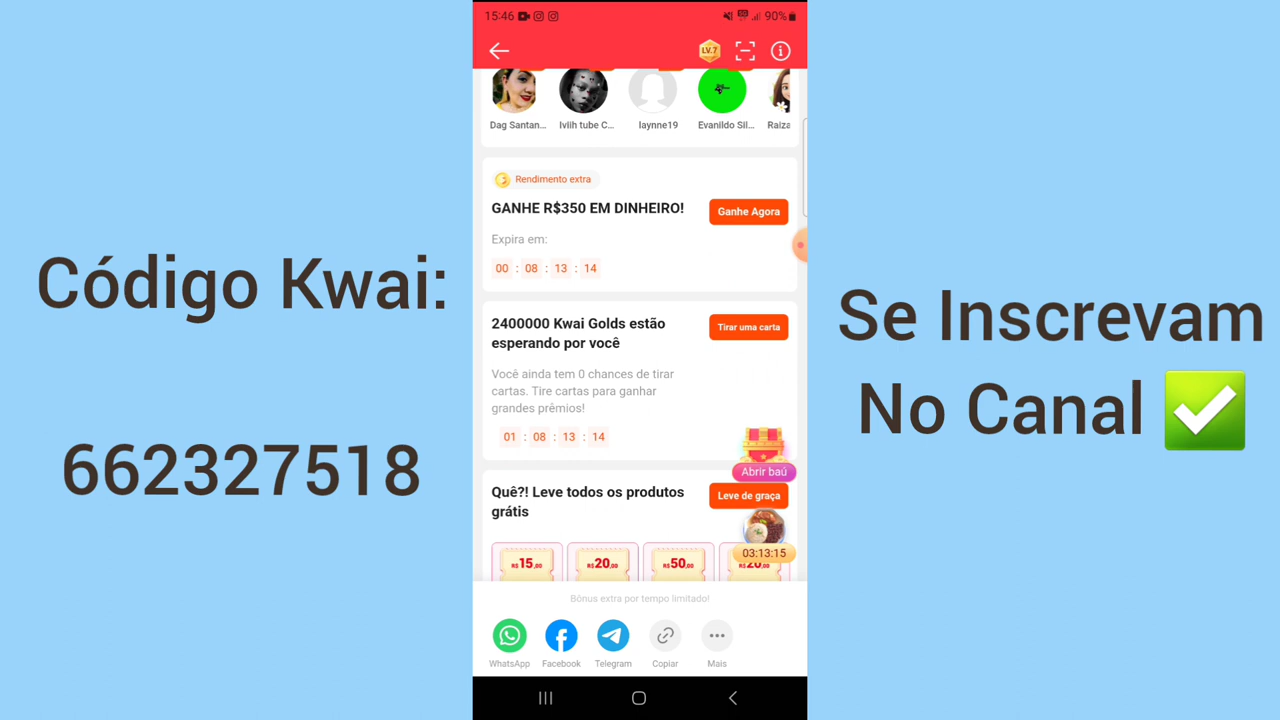 Código Kwai:
662327518
15:46
90%
LV.7
Dag Santan...
Iviih tube C...
laynne19
Evanildo Sil...
Raiza
Rendimento extra
GANHE R$350 EM DINHEIRO!
Ganhe Agora
Expira em:
00 : 08 : 13 : 14
2400000 Kwai Golds estão
esperando por você
Tirar uma carta
Você ainda tem 0 chances de tirar
cartas. Tire cartas para ganhar
grandes prêmios!
01 : 08 : 13 : 14
Abrir baú
Quê?! Leve todos os produtos
grátis
Leve de graça
03:13:15
R$15,00
R$20,00
R$50,00
R$20,00
Bônus extra por tempo limitado!
WhatsApp
Facebook
Telegram
Copiar
Mais
Se Inscrevam
No Canal ✅